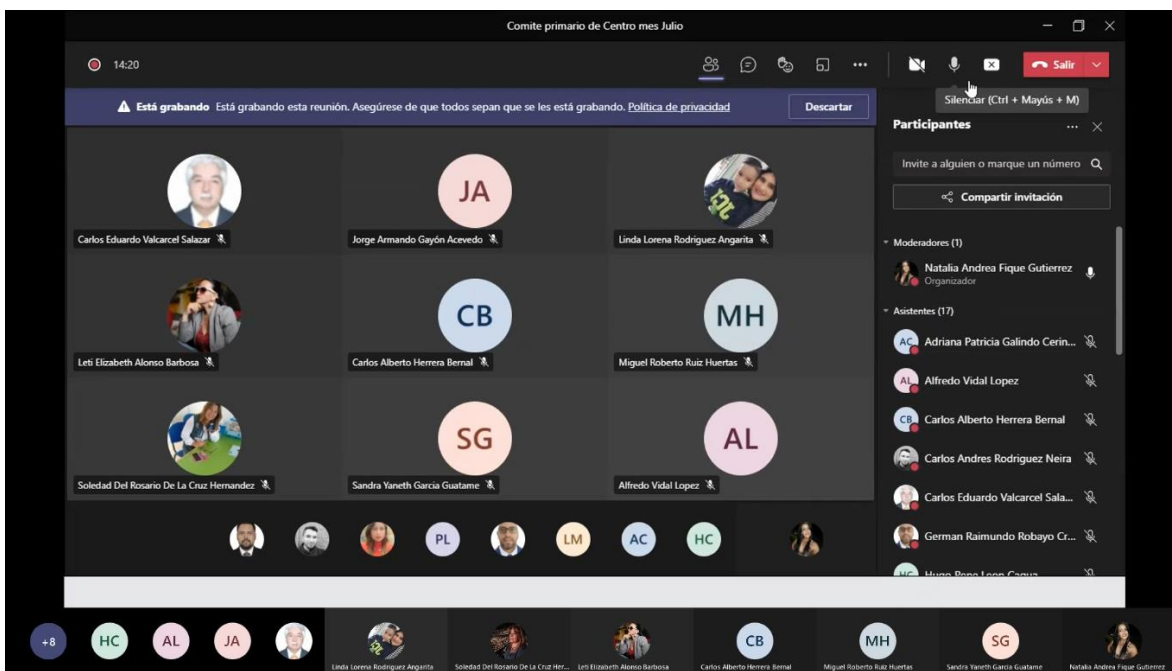 Comite primario de Centro mes Julio
14:20
Salir
Está grabando Está grabando esta reunión. Asegúrese de que todos sepan que se les está grabando. Política de privacidad
Descartar
Silenciar (Ctrl + Mayús + M)
Participantes
Invite a alguien o marque un número
Compartir invitación
JA
Carlos Eduardo Valcarcel Salazar
Jorge Armando Gayón Acevedo
Linda Lorena Rodriguez Angarita
CB
MH
Leti Elizabeth Alonso Barbosa
Carlos Alberto Herrera Bernal
Miguel Roberto Ruiz Huertas
SG
AL
Soledad Del Rosario De La Cruz Hernandez
Sandra Yaneth Garcia Guatame
Alfredo Vidal Lopez
PL
LM
AC
HC
Moderadores (1)
Natalia Andrea Fique Gutierrez
Organizador
Asistentes (17)
AC Adriana Patricia Galindo Cerin...
AL Alfredo Vidal Lopez
CB Carlos Alberto Herrera Bernal
Carlos Andres Rodriguez Neira
Carlos Eduardo Valcarcel Sala...
German Raimundo Robayo Cr...
HC Hugo
+8
HC
AL
JA
CB
MH
SG
Linda Lorena Rodriguez Angarita
Soledad Del Rosario De La Cruz Her...
Leti Elizabeth Alonso Barbosa
Carlos Alberto Herrera Bernal
Miguel Roberto Ruiz Huertas
Sandra Yaneth Garcia Guatame
Natalia Andrea Fique Gutierrez